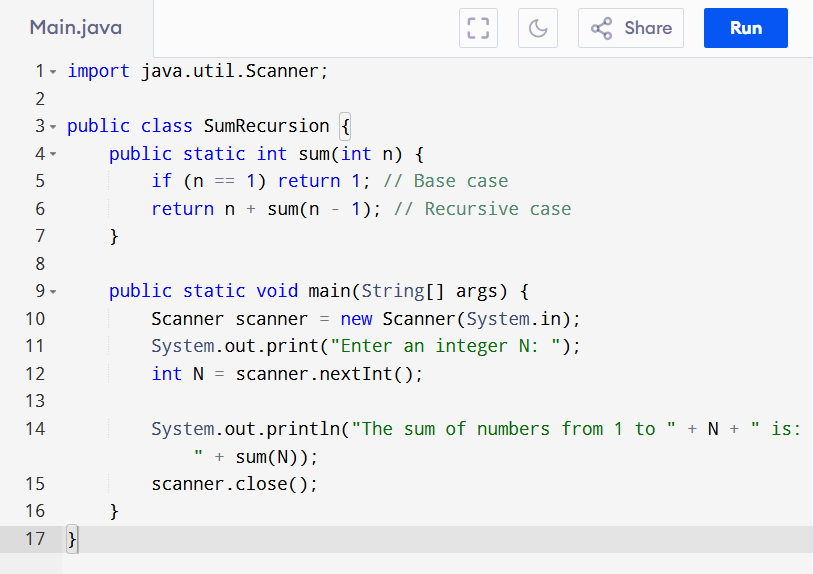 Main.java
Share
Run
1 import java.util.Scanner;
2
3 public class SumRecursion {
4     public static int sum(int n) {
5         if (n == 1) return 1; // Base case
6         return n + sum(n - 1); // Recursive case
7     }
8
9     public static void main(String[] args) {
10         Scanner scanner = new Scanner(System.in);
11         System.out.print("Enter an integer N: ");
12         int N = scanner.nextInt();
13
14         System.out.println("The sum of numbers from 1 to " + N + " is:
" + sum(N));
15         scanner.close();
16     }
17 }